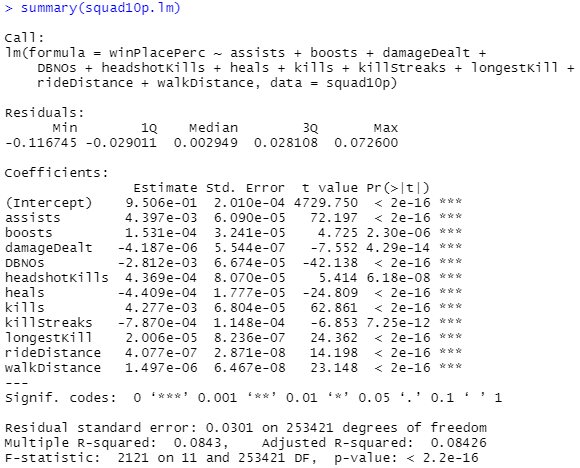 > summary(squad10p.lm)
Call:
lm(formula = winPlacePerc ~ assists + boosts + damageDealt +
DBNOs + headshotKills + heals + kills + killStreaks + longestKill +
rideDistance + walkDistance, data = squad10p)
Residuals:
Min 1Q Median 3Q Max
-0.116745 -0.029011 0.002949 0.028108 0.072600
Coefficients:
Estimate Std. Error t value Pr(>|t|)
(Intercept) 9.506e-01 2.010e-04 4729.750 < 2e-16 ***
assists 4.397e-03 6.090e-05 72.197 < 2e-16 ***
boosts 1.531e-04 3.241e-05 4.725 2.30e-06 ***
damageDealt -4.187e-06 5.544e-07 -7.552 4.29e-14 ***
DBNOs -2.812e-03 6.674e-05 -42.138 < 2e-16 ***
headshotKills 4.369e-04 8.070e-05 5.414 6.18e-08 ***
heals -4.409e-04 1.777e-05 -24.809 < 2e-16 ***
kills 4.277e-03 6.804e-05 62.861 < 2e-16 ***
killStreaks -7.870e-04 1.148e-04 -6.853 7.25e-12 ***
longestKill 2.006e-05 8.236e-07 24.362 < 2e-16 ***
rideDistance 4.077e-07 2.871e-08 14.198 < 2e-16 ***
walkDistance 1.497e-06 6.467e-08 23.148 < 2e-16 ***
---
Signif. codes: 0 ‘***’ 0.001 ‘**’ 0.01 ‘*’ 0.05 ‘.’ 0.1 ‘ ’ 1
Residual standard error: 0.0301 on 253421 degrees of freedom
Multiple R-squared: 0.0843, Adjusted R-squared: 0.08426
F-statistic: 2121 on 11 and 253421 DF, p-value: < 2.2e-16